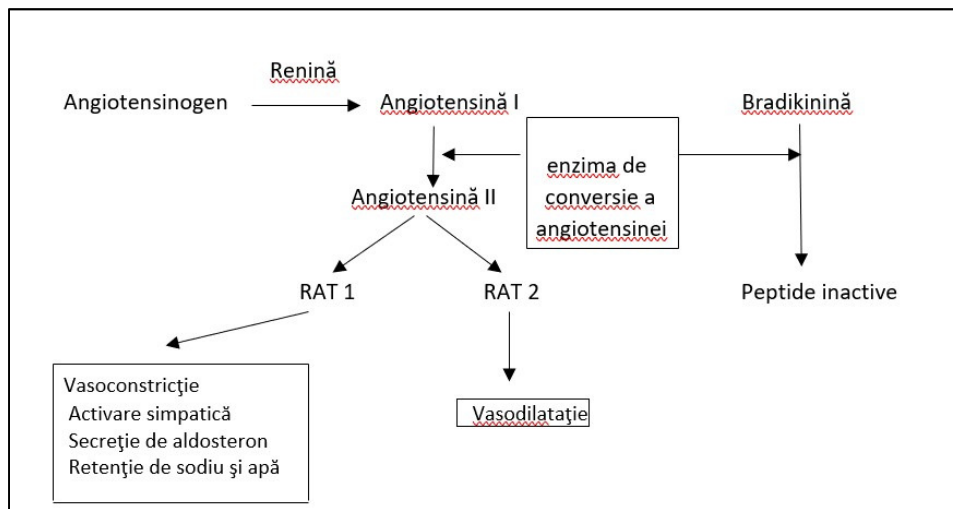 Renină
Angiotensinogen
Angiotensină I
Bradikinină
enzima de
conversie a
angiotensinei
Angiotensină II
RAT 1
RAT 2
Peptide inactive
Vasoconstricţie
Activare simpatică
Secreţie de aldosteron
Retenţie de sodiu şi apă
Vasodilataţie